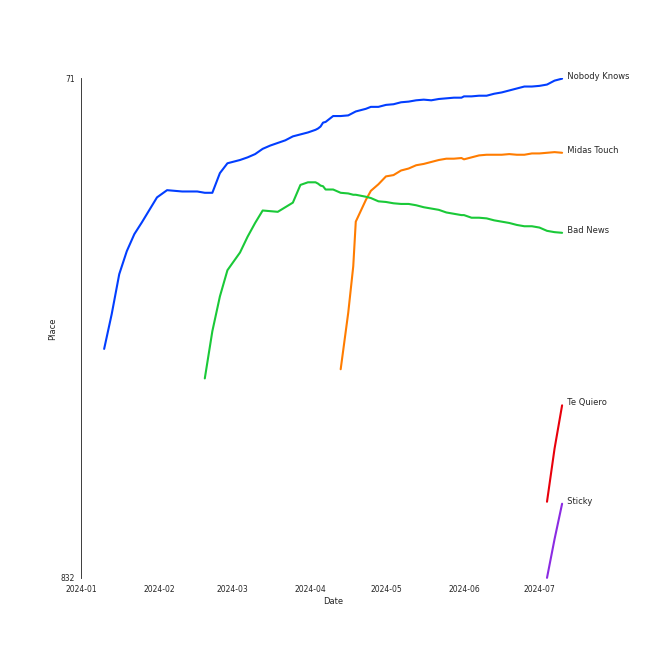 71
Nobody Knows
Midas Touch
Bad News
Place
Te Quiero
Sticky
832
2024-01 2024-02 2024-03 2024-04 2024-05 2024-06 2024-07
Date